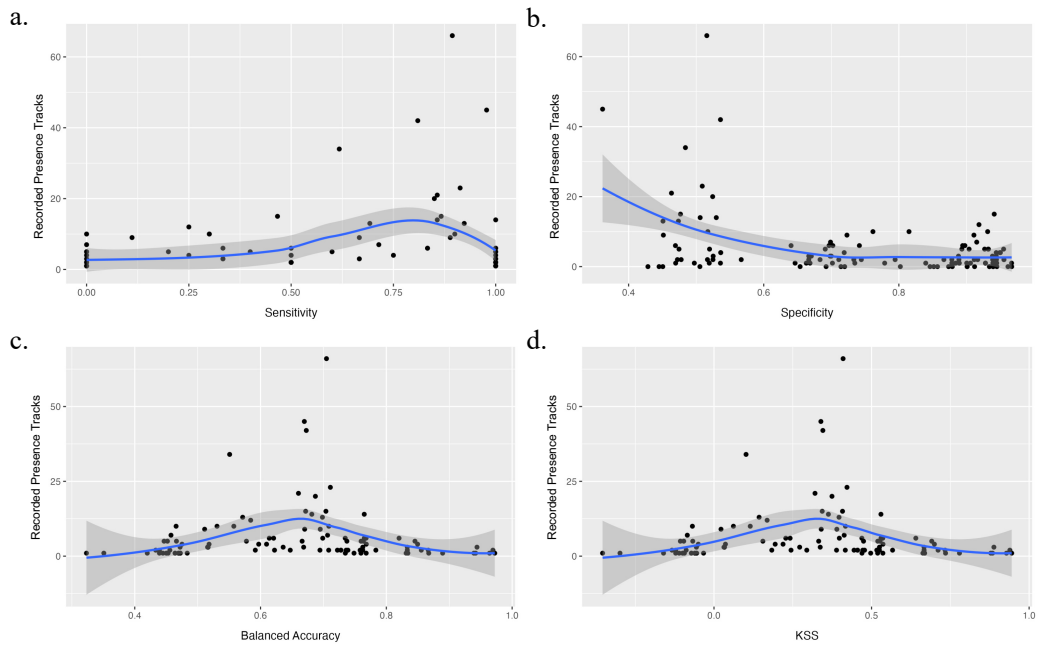 a.
Recorded Presence Tracks
60
40
20
0
0.00 0.25 0.50 0.75 1.00
Sensitivity
b.
Recorded Presence Tracks
60
40
20
0
0.4 0.6 0.8
Specificity
c.
Recorded Presence Tracks
50
25
0
0.4 0.6 0.8 1.0
Balanced Accuracy
d.
Recorded Presence Tracks
50
25
0
0.0 0.5 1.0
KSS